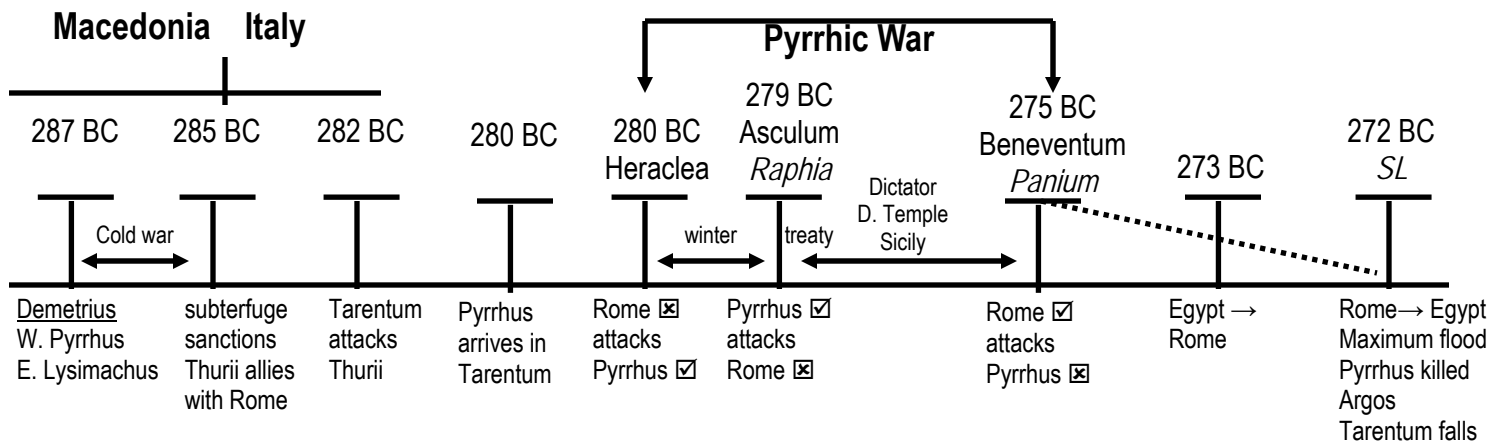 Macedonia Italy
Pyrrhic War
287 BC
285 BC
282 BC
280 BC
280 BC
Heraclea
279 BC
Asculum
Raphia
275 BC
Beneventum
Panium
273 BC
272 BC
SL
Cold war
winter
treaty
Dictator
D. Temple
Sicily
Demetrius
W. Pyrrhus
E. Lysimachus
subterfuge
sanctions
Thurii allies
with Rome
Tarentum
attacks
Thurii
Pyrrhus
arrives in
Tarentum
Rome ☒
attacks
Pyrrhus ☑
Pyrrhus ☑
attacks
Rome ☒
Rome ☑
attacks
Pyrrhus ☒
Egypt →
Rome
Rome→ Egypt
Maximum flood
Pyrrhus killed
Argos
Tarentum falls